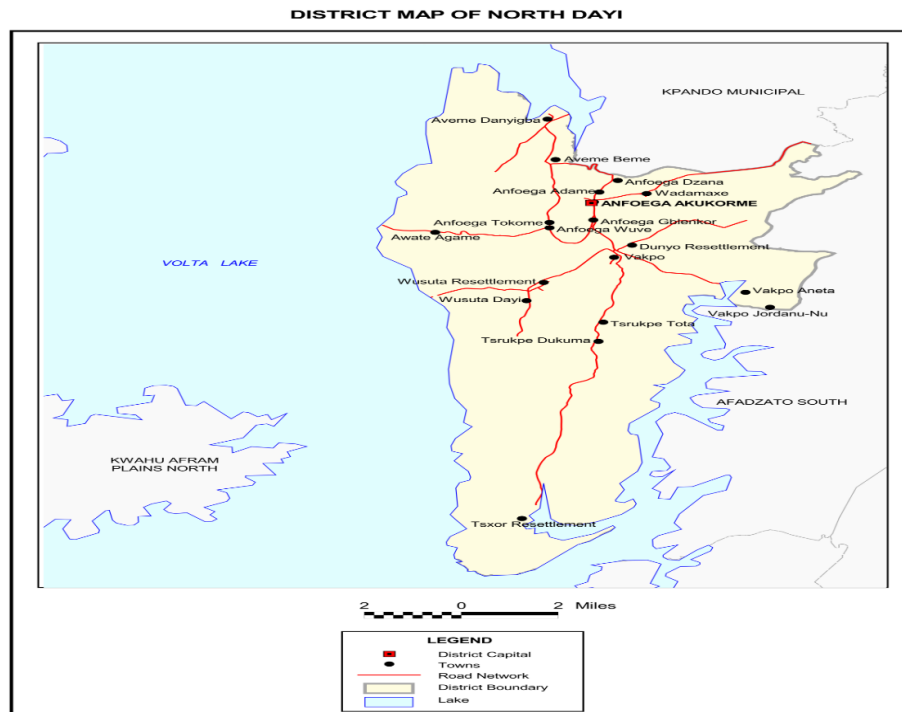 DISTRICT MAP OF NORTH DAYI
KPANDO MUNICIPAL
Aveme Danyigba
Aveme Beme
Anfoega Dzana
Anfoega Adame
Wadamaxe
ANFOEGA AKUKORME
Anfoega Tokome
Anfoega Gblenkor
Anfoega Wuve
Awate Agame
Dunyo Resettlement
VOLTA LAKE
Vakpo
Wusuta Resettlement
Vakpo Aneta
Wusuta Dayi
Vakpo Jordanu-Nu
Tsrukpe Tota
Tsrukpe Dukuma
AFADZATO SOUTH
KWAHU AFRAM
PLAINS NORTH
Tsxor Resettlement
2 0 2 Miles
LEGEND
District Capital
Towns
Road Network
District Boundary
Lake